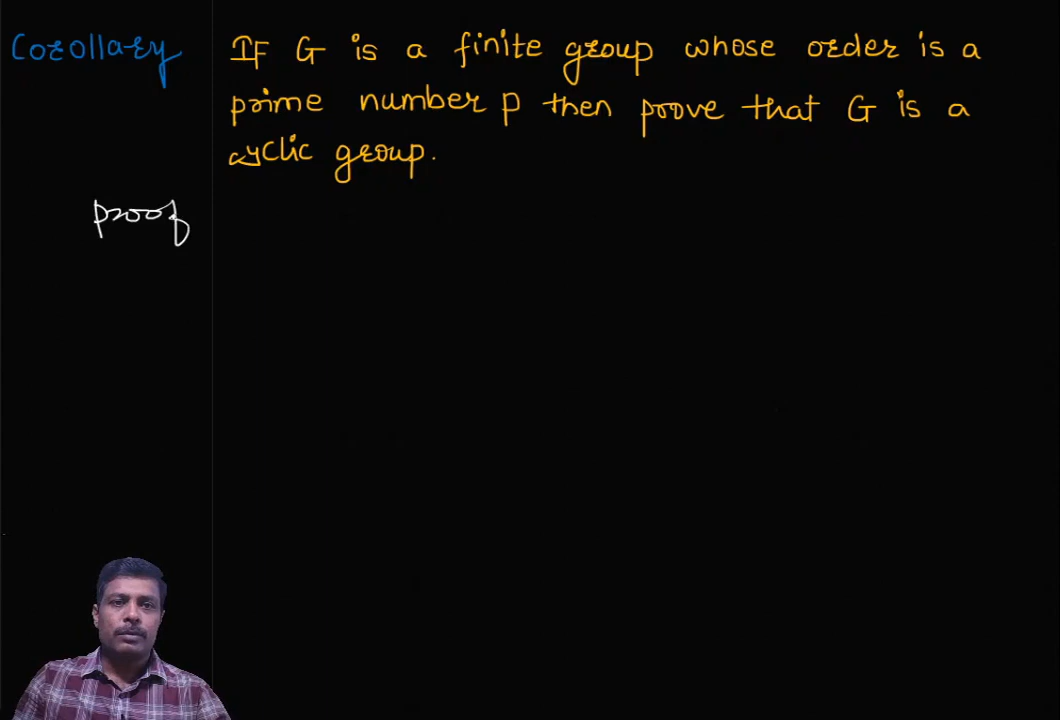 Corollary
IF G is a finite group whose order is a
prime number p then prove that G is a
cyclic group.
proof